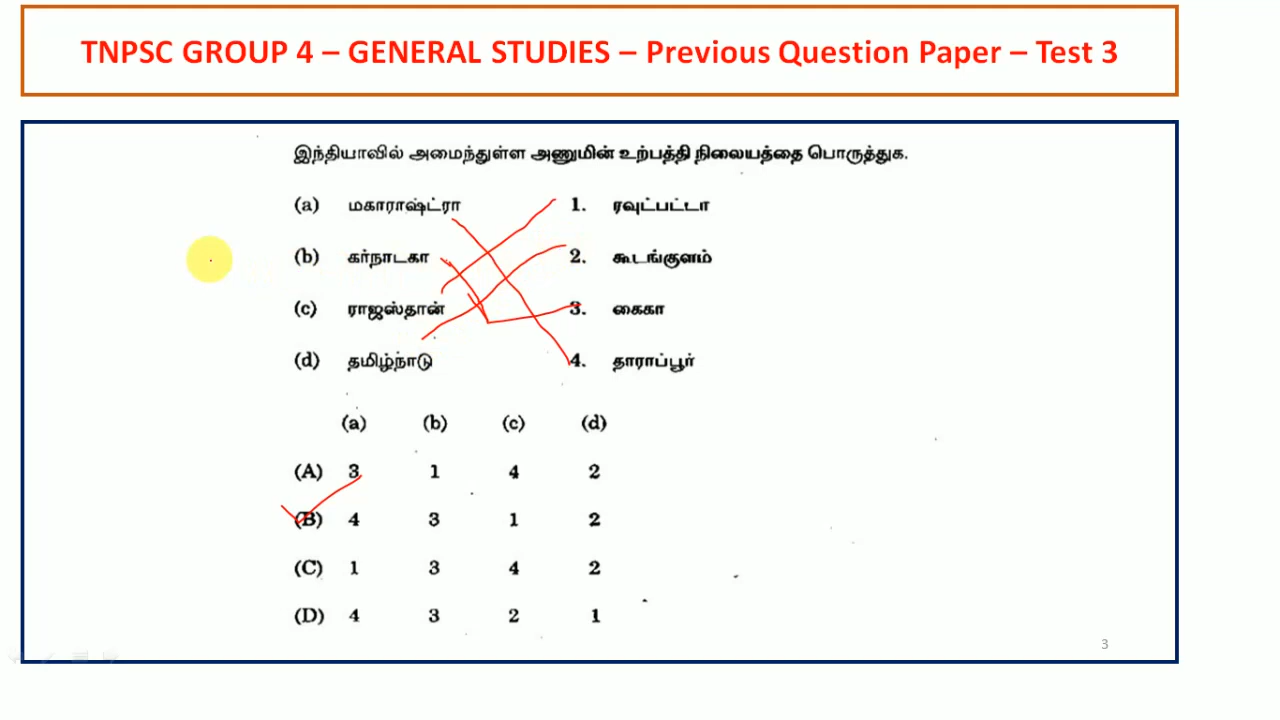 TNPSC GROUP 4 – GENERAL STUDIES – Previous Question Paper – Test 3
இந்தியாவில் அமைந்துள்ள அணுமின் உற்பத்தி நிலையத்தை பொருத்துக.
(a) மகாராஷ்ட்ரா 1. ரவுட்பட்டா
(b) கர்நாடகா 2. கூடங்குளம்
(c) ராஜஸ்தான் 3. கைகா
(d) தமிழ்நாடு 4. தாராப்பூர்
(a) (b) (c) (d)
(A) 3 1 4 2
(B) 4 3 1 2
(C) 1 3 4 2
(D) 4 3 2 1
3